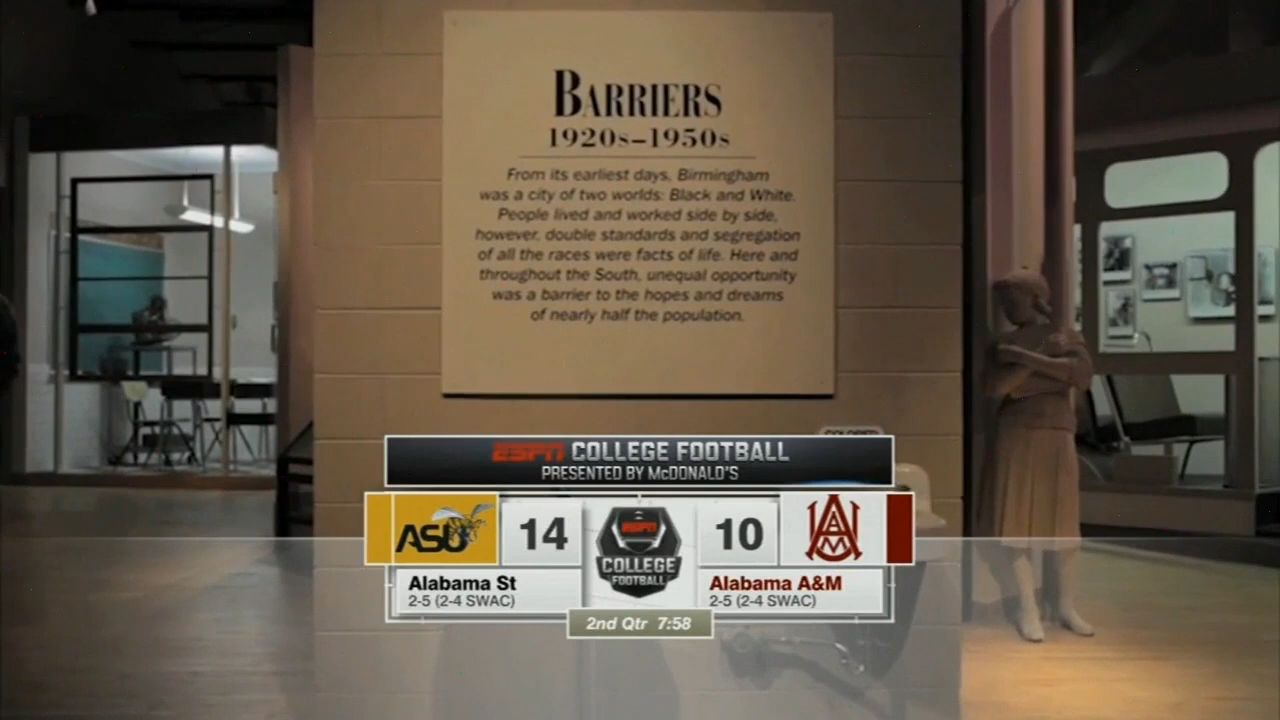 BARRIERS
1920s–1950s
From its earliest days, Birmingham
was a city of two worlds: Black and White.
People lived and worked side by side,
however, double standards and segregation
of all the races were facts of life. Here and
throughout the South, unequal opportunity
was a barrier to the hopes and dreams
of nearly half the population.
COLORED
ESPN COLLEGE FOOTBALL
PRESENTED BY McDONALD'S
ASU 14 ESPN COLLEGE FOOTBALL 10 AAMU
Alabama St
2-5 (2-4 SWAC)
Alabama A&M
2-5 (2-4 SWAC)
2nd Qtr 7:58